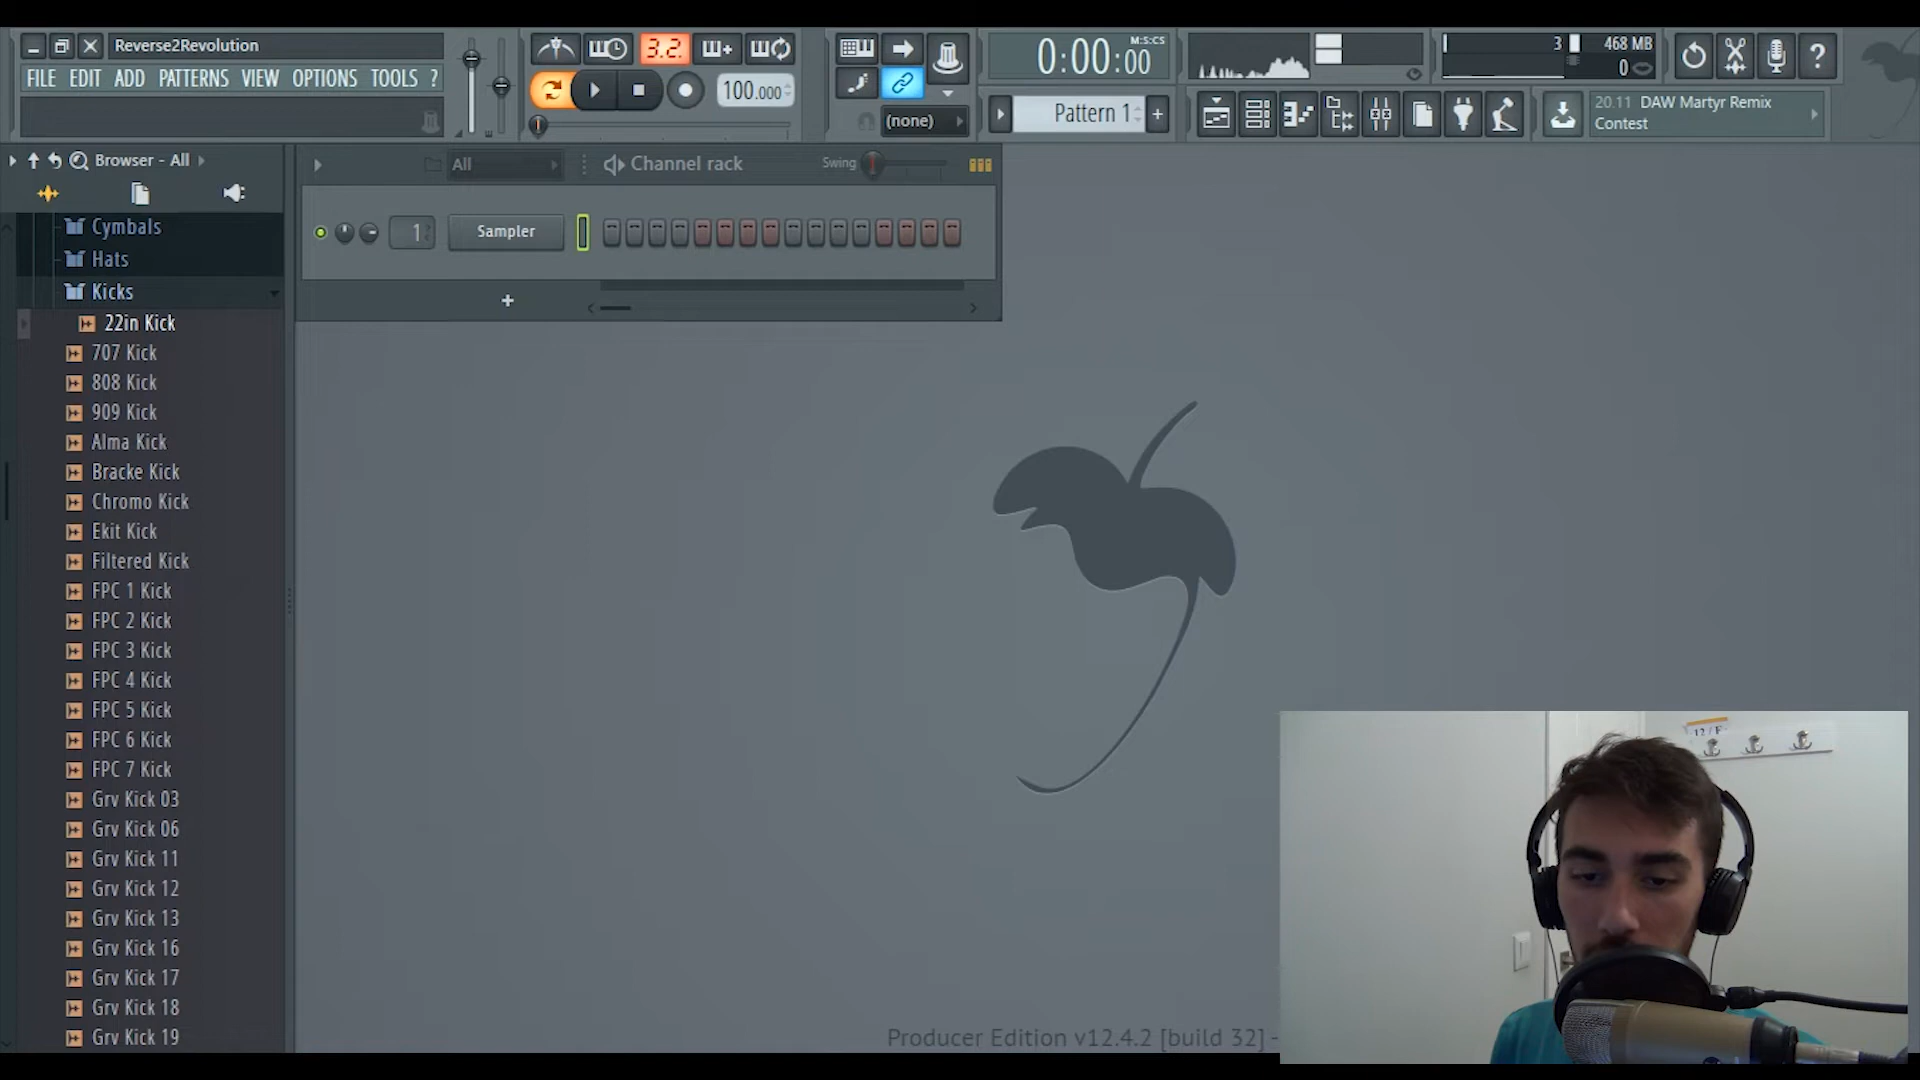 Reverse2Revolution
FILE EDIT ADD PATTERNS VIEW OPTIONS TOOLS ?
3.2.
100.000
(none)
0:00:00
M:S:CS
Pattern 1
3
468 MB
0
?
20.11 DAW Martyr Remix
Contest
Browser - All
All
Channel rack
Swing
1
Sampler
Cymbals
Hats
Kicks
22in Kick
707 Kick
808 Kick
909 Kick
Alma Kick
Bracke Kick
Chromo Kick
Ekit Kick
Filtered Kick
FPC 1 Kick
FPC 2 Kick
FPC 3 Kick
FPC 4 Kick
FPC 5 Kick
FPC 6 Kick
FPC 7 Kick
Grv Kick 03
Grv Kick 06
Grv Kick 11
Grv Kick 12
Grv Kick 13
Grv Kick 16
Grv Kick 17
Grv Kick 18
Grv Kick 19
Producer Edition v12.4.2 [build 32] -
12/F